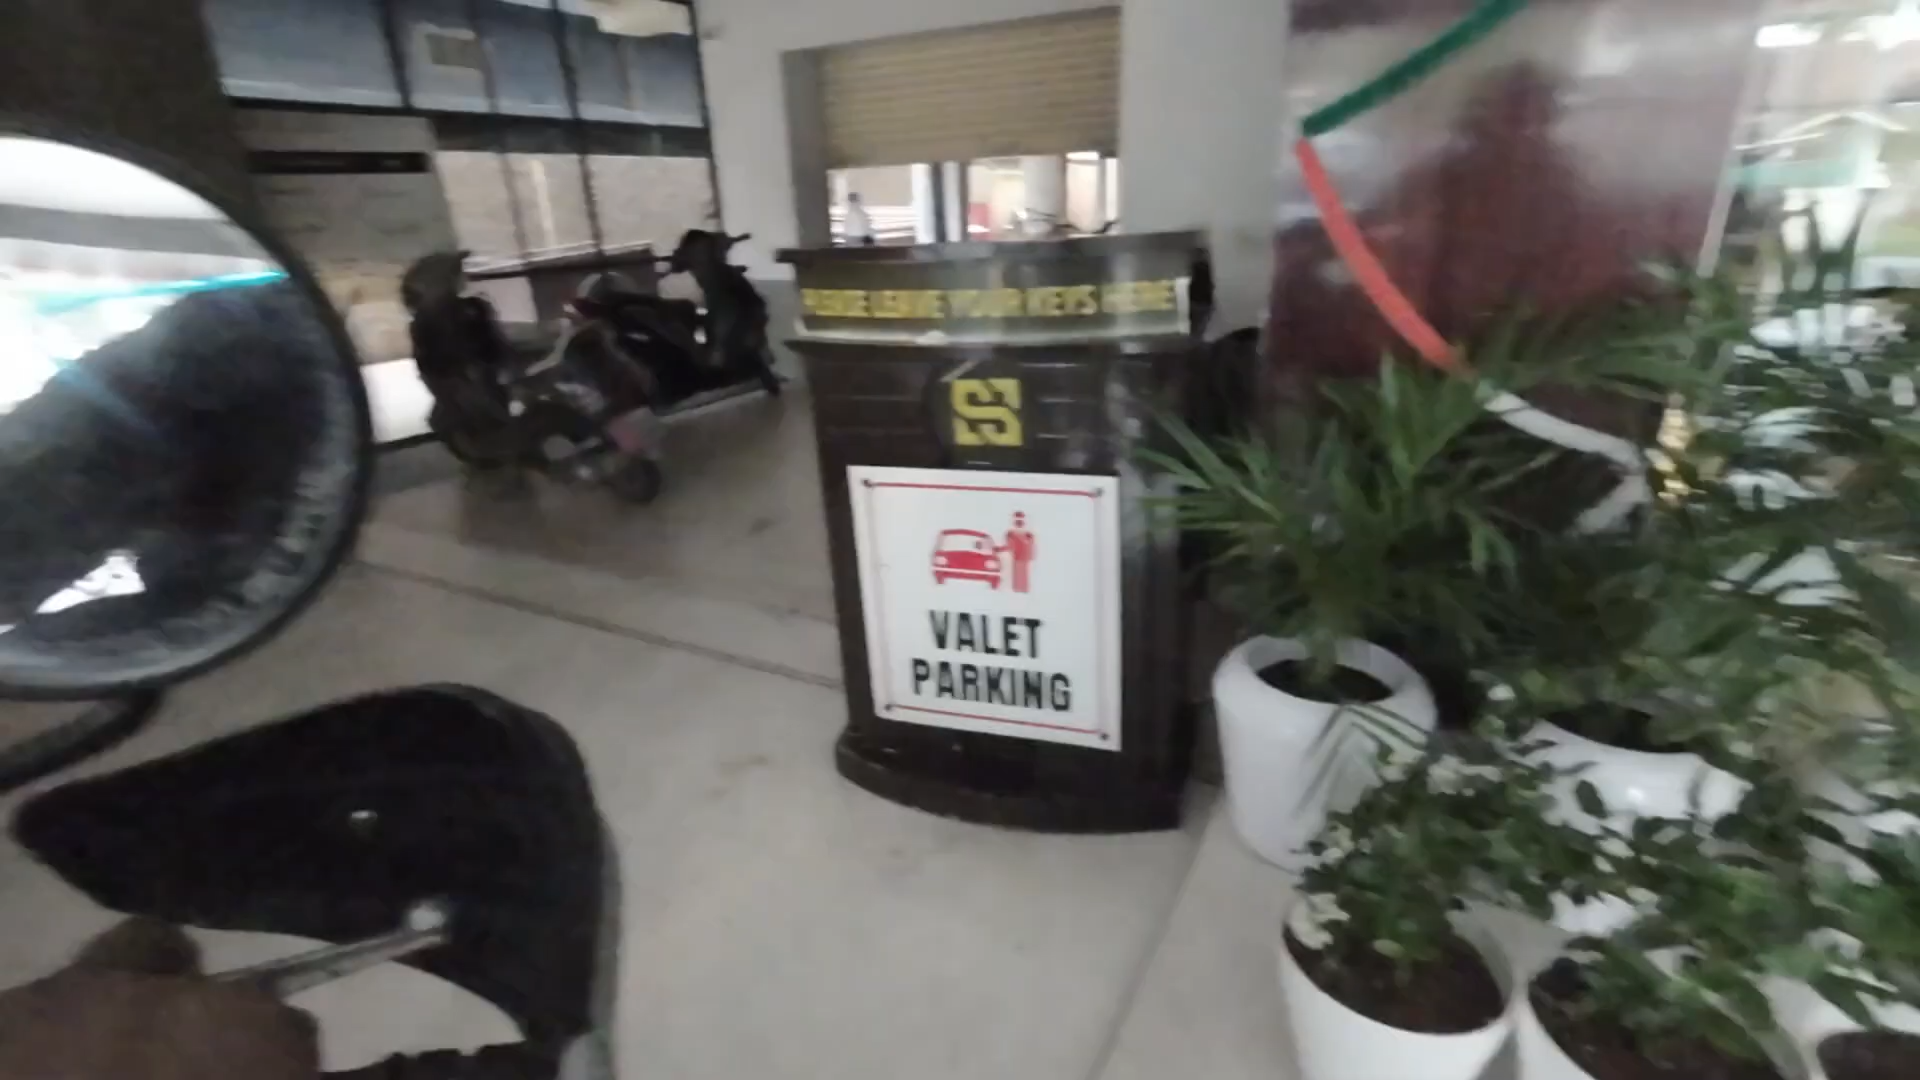 PLEASE LEAVE YOUR KEYS HERE
S
VALET
PARKING